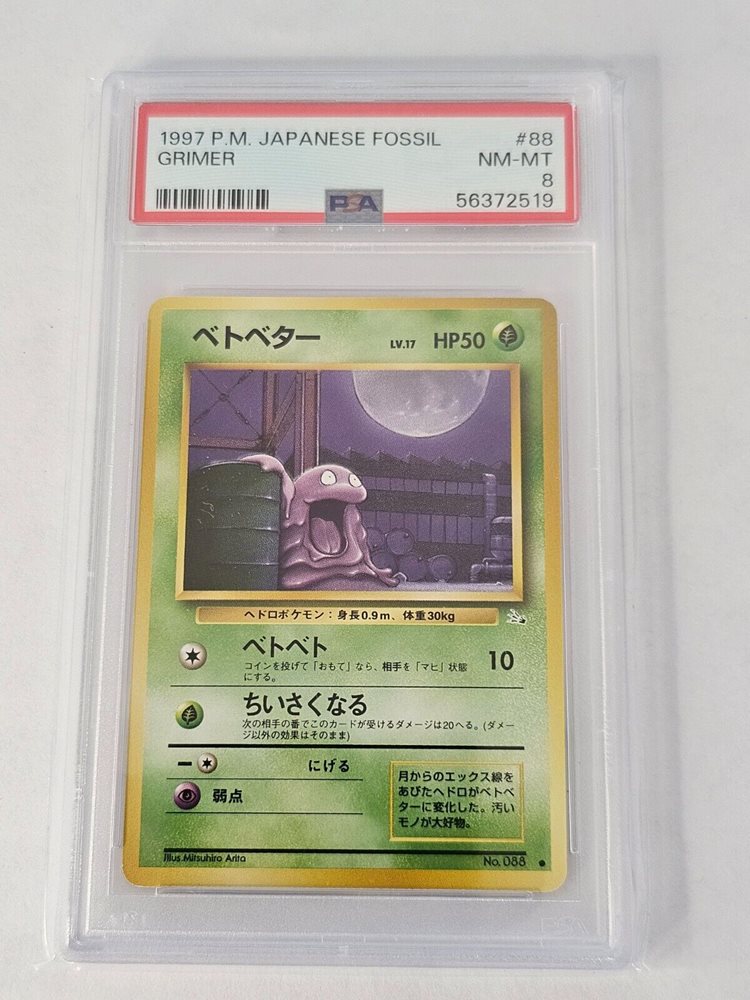 1997 P.M. JAPANESE FOSSIL #88
GRIMER NM-MT
8
PSA 56372519
ベトベター LV.17 HP50
ヘドロポケモン：身長0.9m、体重30kg
ベトベト 10
コインを投げて「おもて」なら、相手を「マヒ」状態
にする。
ちいさくなる
次の相手の番でこのカードが受けるダメージは20へる。(ダメー
ジ以外の効果はそのまま)
にげる
弱点
月からのエックス線を
あびたヘドロがベトベ
ターに変化した。汚い
モノが大好物。
Illus.Mitsuhiro Arita No.088